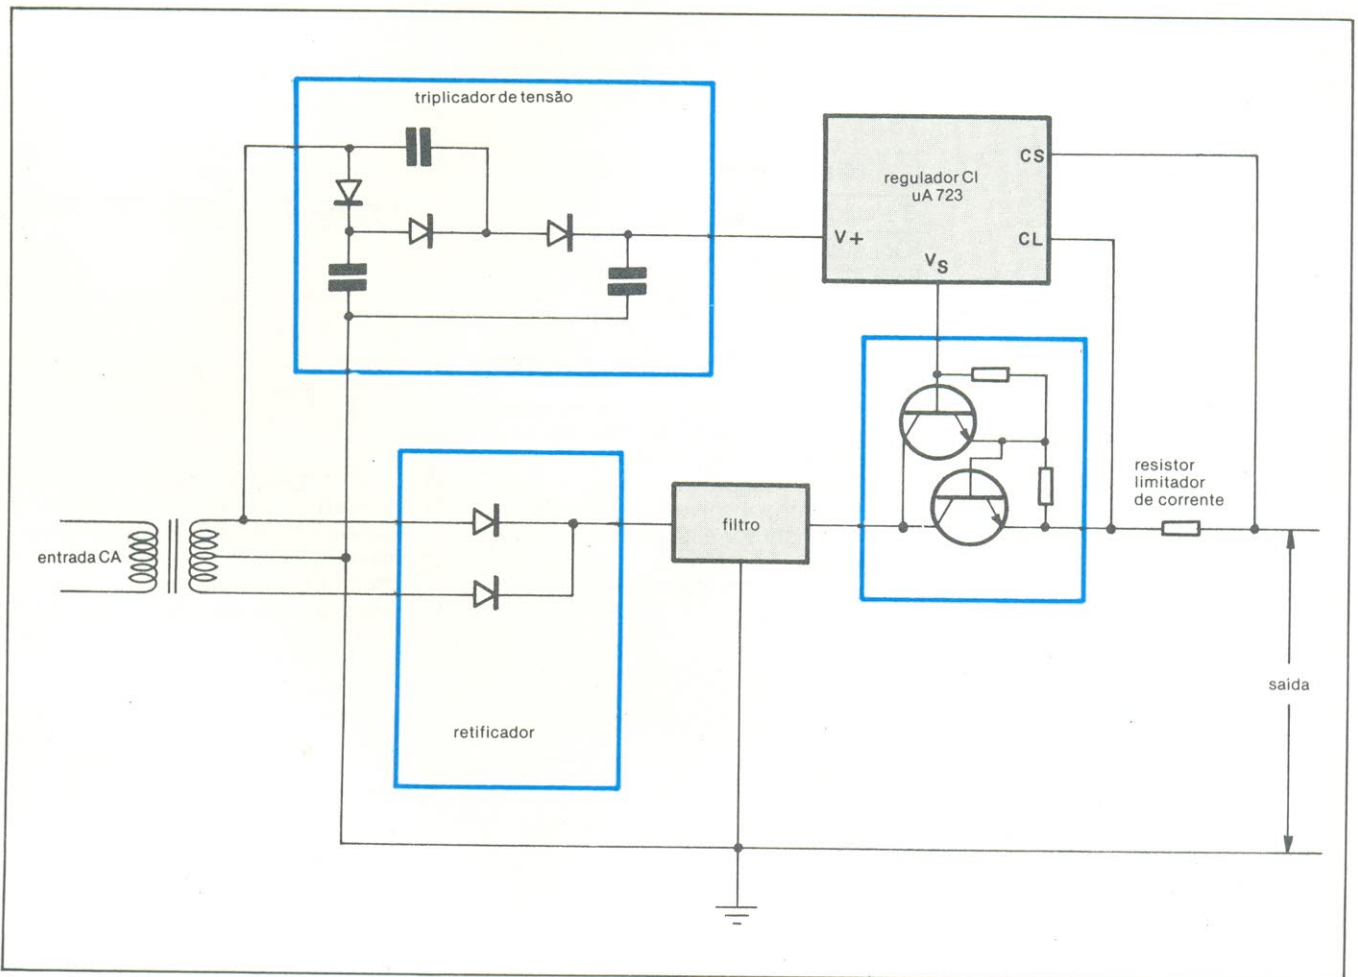 triplicador de tensão
regulador CI
uA 723
CS
CL
V+
VS
resistor
limitador
de corrente
entrada CA
filtro
saida
retificador